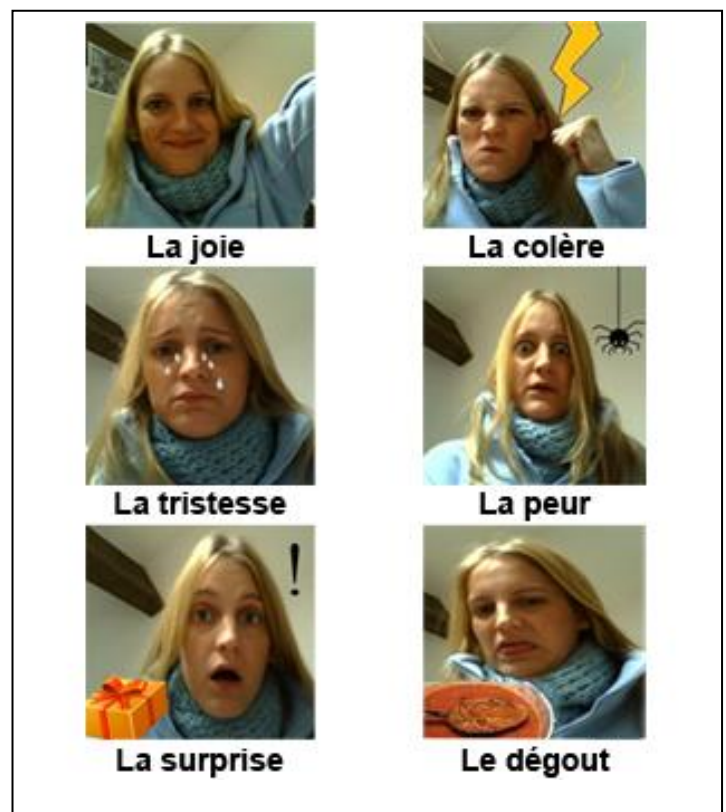 La joie
La colère
La tristesse
La peur
!
La surprise
Le dégout